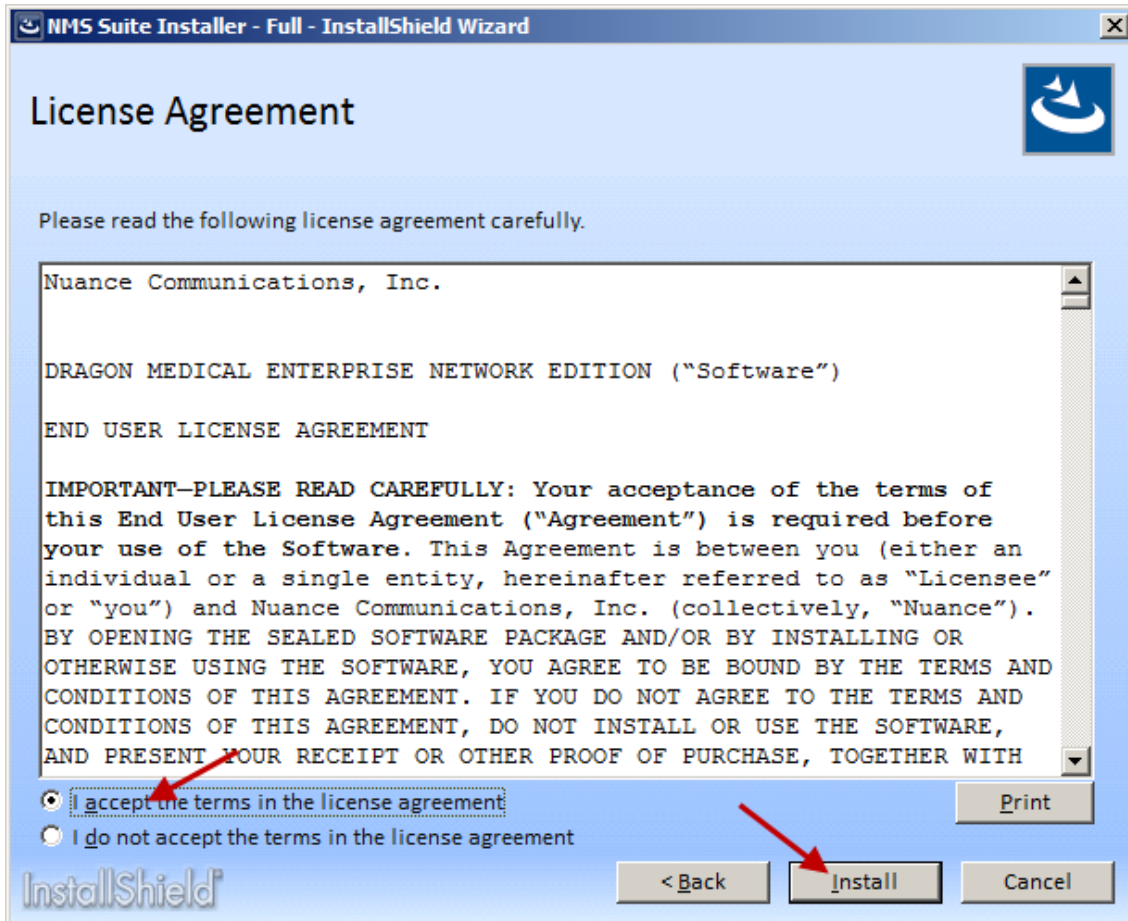 NMS Suite Installer - Full - InstallShield Wizard
License Agreement
Please read the following license agreement carefully.
Nuance Communications, Inc.
DRAGON MEDICAL ENTERPRISE NETWORK EDITION (“Software”)
END USER LICENSE AGREEMENT
IMPORTANT—PLEASE READ CAREFULLY: Your acceptance of the terms of
this End User License Agreement (“Agreement”) is required before
your use of the Software. This Agreement is between you (either an
individual or a single entity, hereinafter referred to as “Licensee”
or “you”) and Nuance Communications, Inc. (collectively, “Nuance”).
BY OPENING THE SEALED SOFTWARE PACKAGE AND/OR BY INSTALLING OR
OTHERWISE USING THE SOFTWARE, YOU AGREE TO BE BOUND BY THE TERMS AND
CONDITIONS OF THIS AGREEMENT. IF YOU DO NOT AGREE TO THE TERMS AND
CONDITIONS OF THIS AGREEMENT, DO NOT INSTALL OR USE THE SOFTWARE,
AND PRESENT YOUR RECEIPT OR OTHER PROOF OF PURCHASE, TOGETHER WITH
I accept the terms in the license agreement
Print
I do not accept the terms in the license agreement
InstallShield
< Back
Install
Cancel